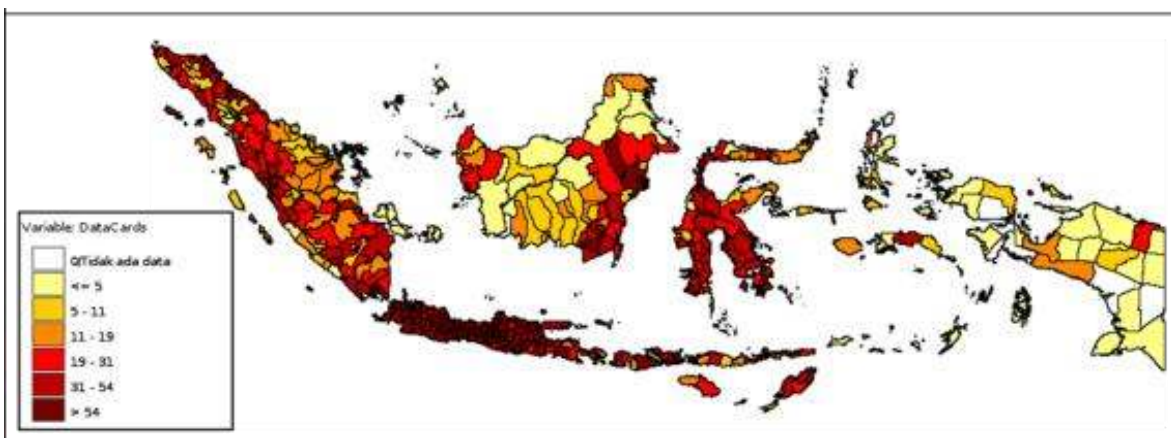 Variable: DataCards
0/Tidak ada data
<= 5
5 - 11
11 - 19
19 - 31
31 - 54
> 54